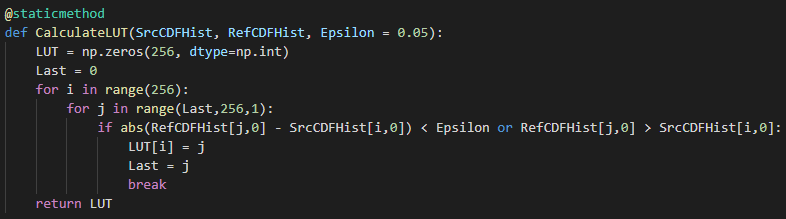 @staticmethod
def CalculateLUT(SrcCDFHist, RefCDFHist, Epsilon = 0.05):
    LUT = np.zeros(256, dtype=np.int)
    Last = 0
    for i in range(256):
        for j in range(Last,256,1):
            if abs(RefCDFHist[j,0] - SrcCDFHist[i,0]) < Epsilon or RefCDFHist[j,0] > SrcCDFHist[i,0]:
                LUT[i] = j
                Last = j
                break
    return LUT